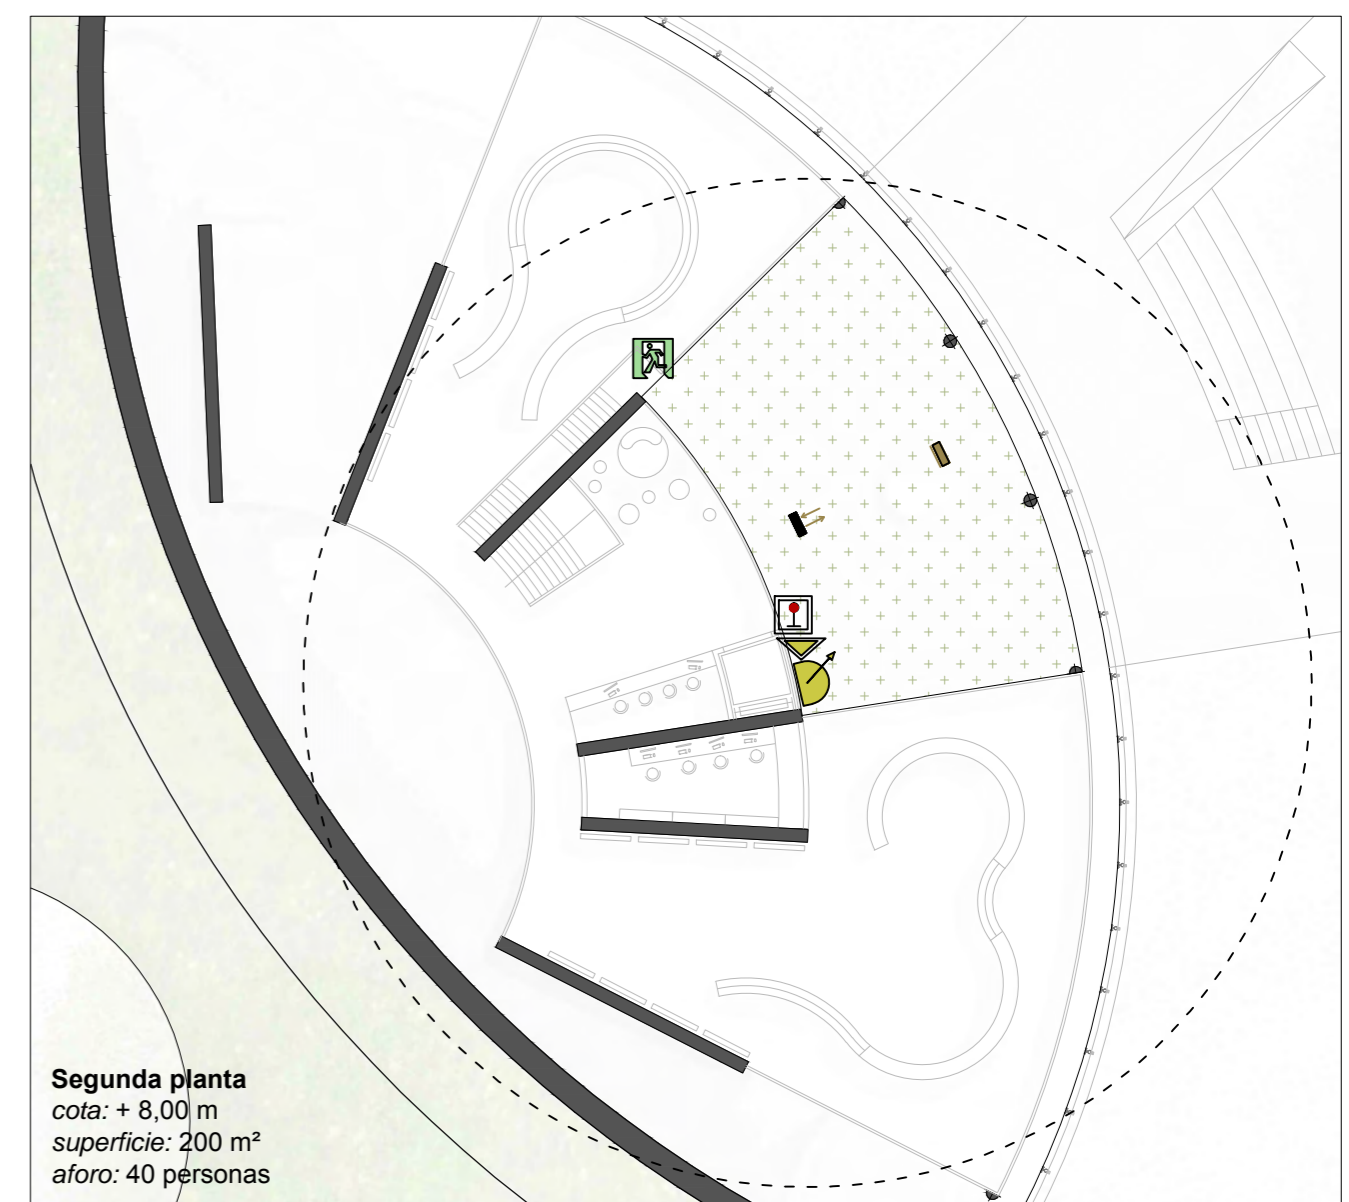 Segunda planta
cota: + 8,00 m
superficie: 200 m²
aforo: 40 personas